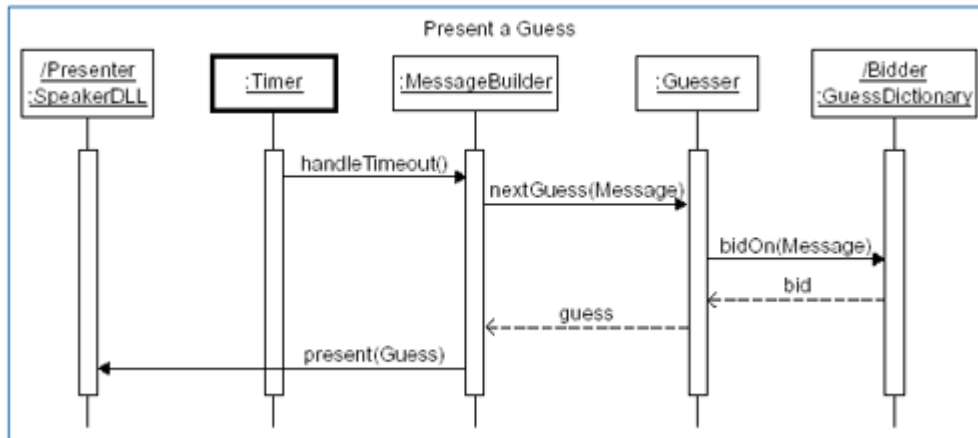 Present a Guess
/Presenter
:SpeakerDLL
:Timer
:MessageBuilder
:Guesser
/Bidder
:GuessDictionary
handleTimeout()
nextGuess(Message)
bidOn(Message)
bid
guess
present(Guess)